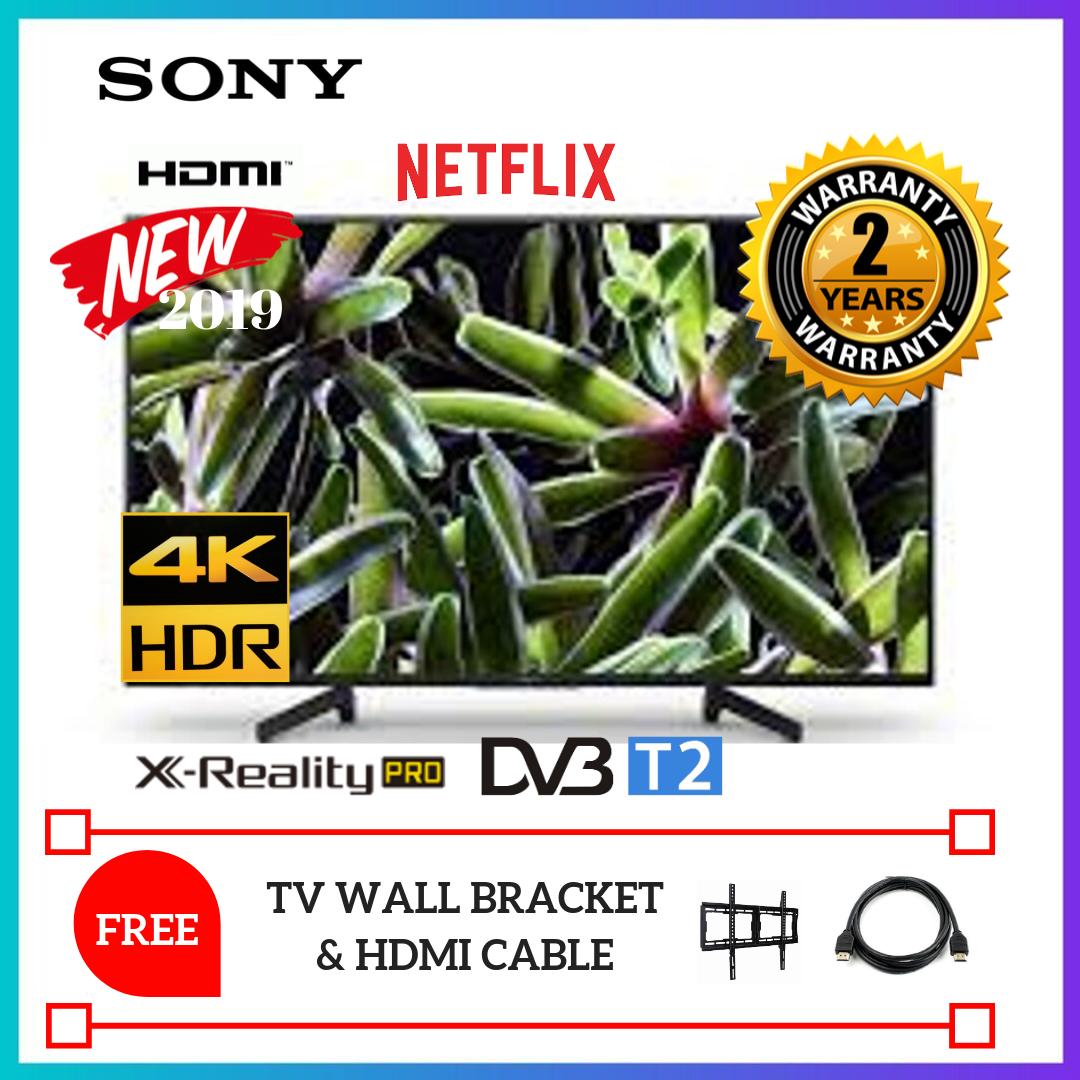 SONY
HDMI™
NETFLIX
NEW
2019
WARRANTY
2
YEARS
WARRANTY
4K
HDR
X-Reality PRO
DVB T2
FREE
TV WALL BRACKET
& HDMI CABLE